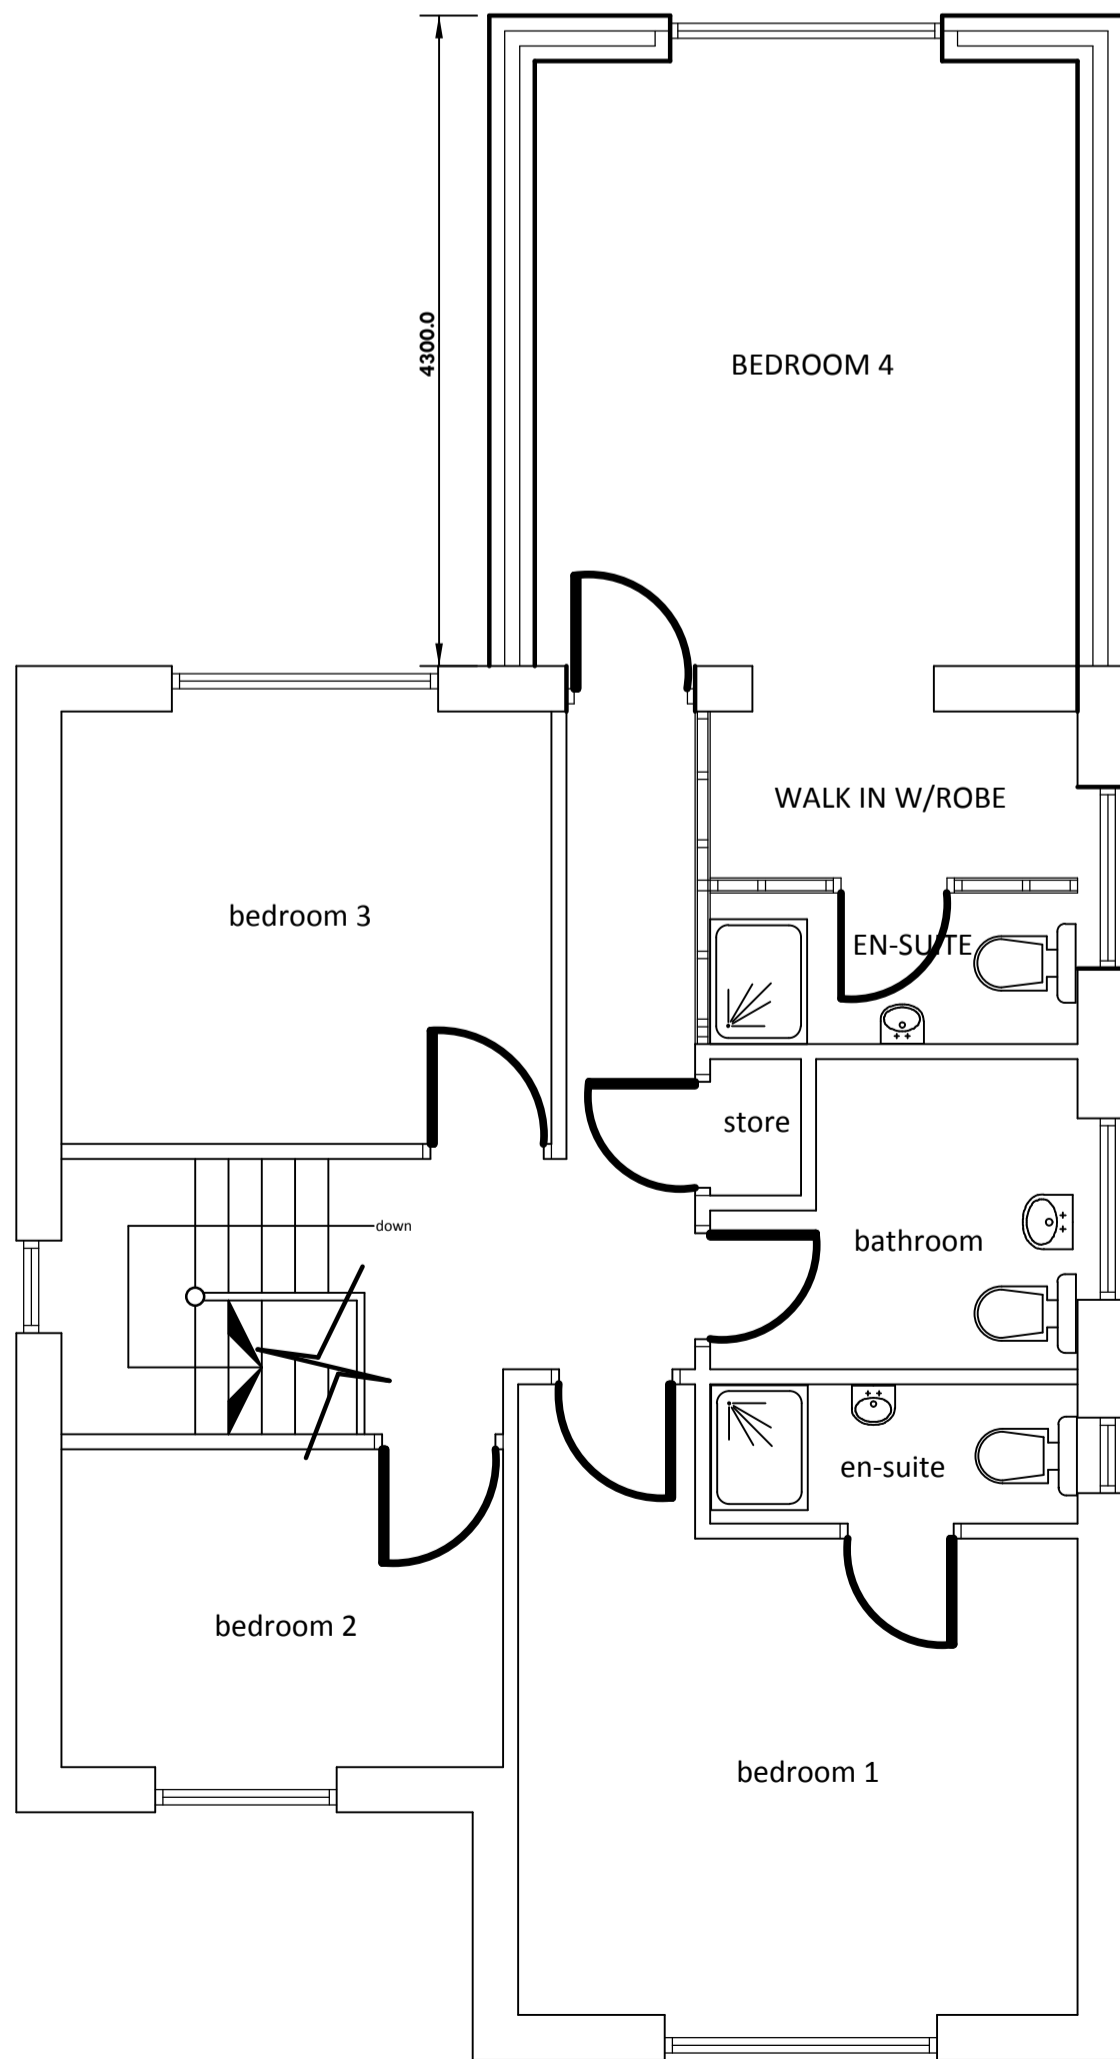 4300.0
BEDROOM 4
WALK IN W/ROBE
bedroom 3
EN-SUITE
store
down
bathroom
en-suite
bedroom 2
bedroom 1